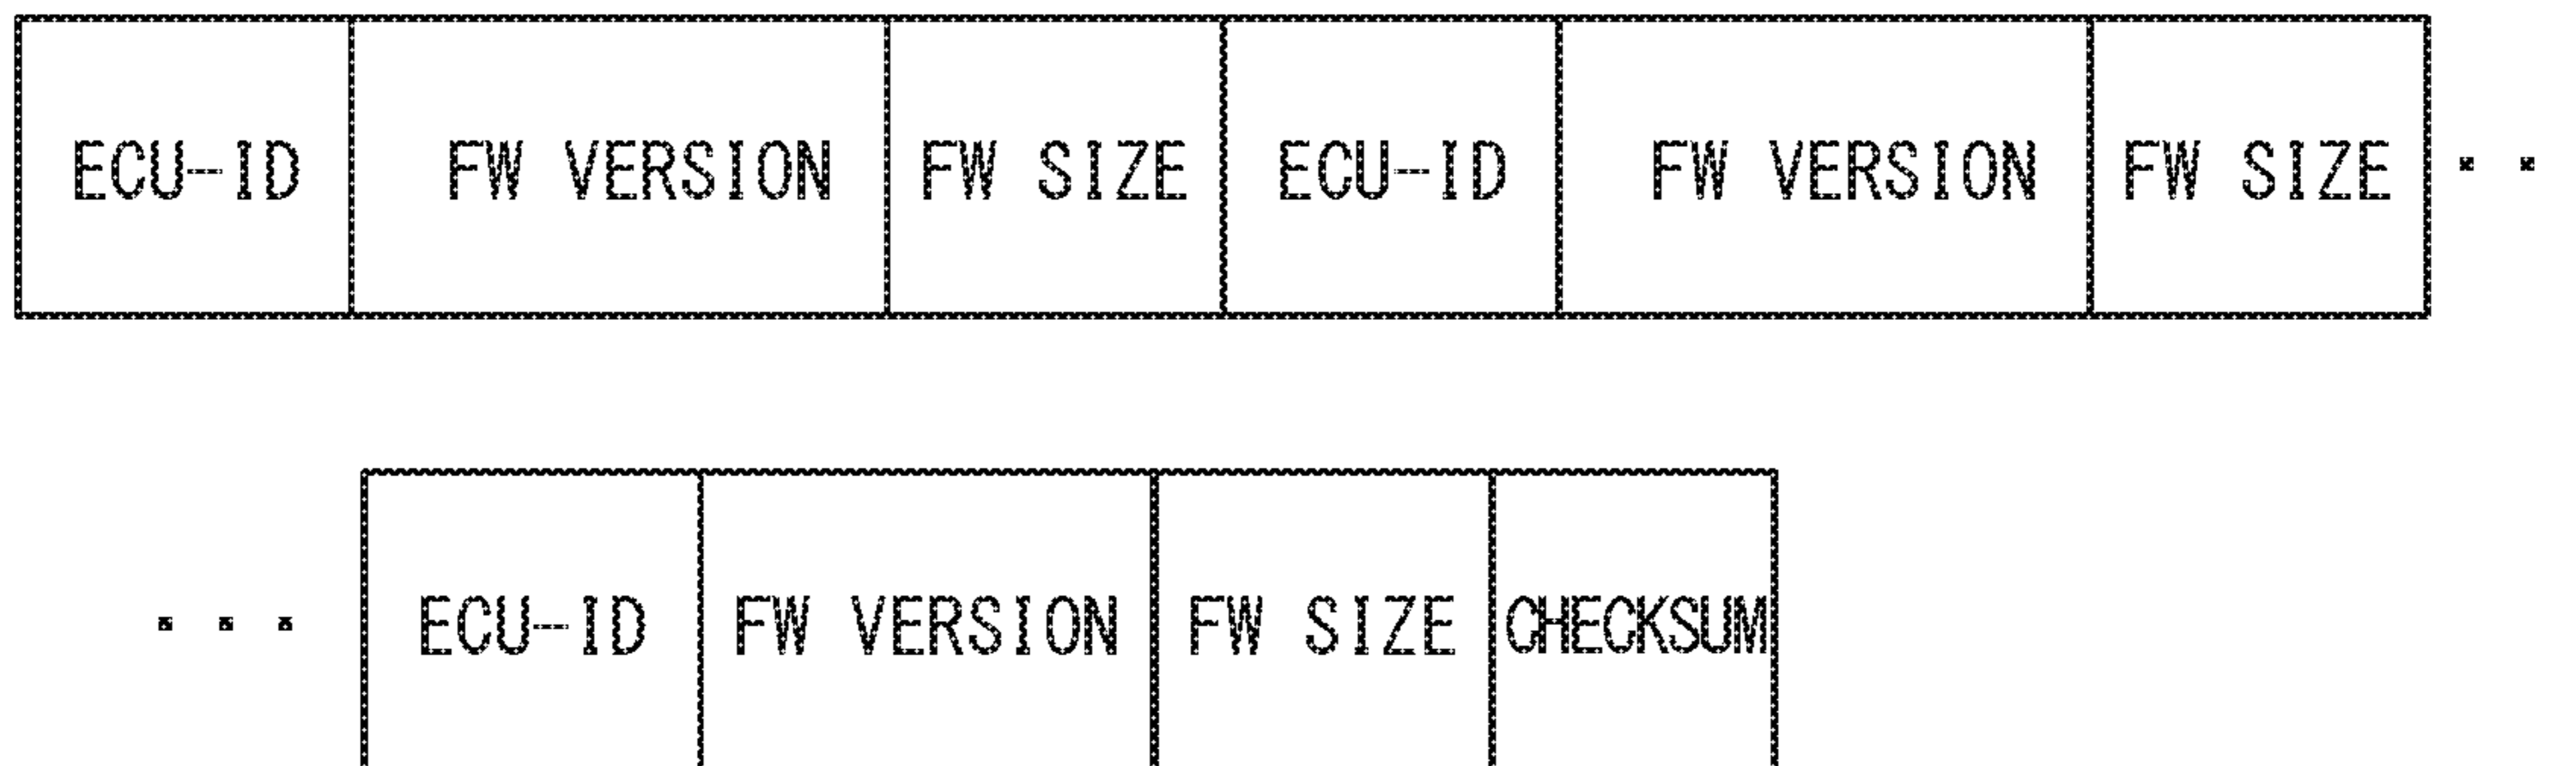 ECU-ID FW VERSION FW SIZE ECU-ID FW VERSION FW SIZE ・・
・・・ ECU-ID FW VERSION FW SIZE CHECKSUM